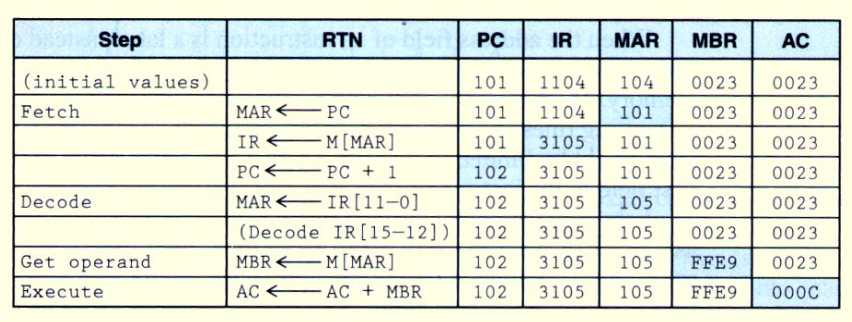 Step RTN PC IR MAR MBR AC
(initial values) 101 1104 104 0023 0023
Fetch MAR ← PC 101 1104 101 0023 0023
IR ← M[MAR] 101 3105 101 0023 0023
PC ← PC + 1 102 3105 101 0023 0023
Decode MAR ← IR[11—0] 102 3105 105 0023 0023
(Decode IR[15—12]) 102 3105 105 0023 0023
Get operand MBR ← M[MAR] 102 3105 105 FFE9 0023
Execute AC ← AC + MBR 102 3105 105 FFE9 000C